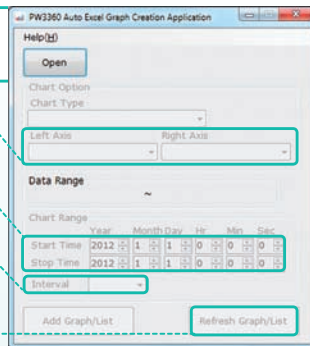 PW3360 Auto Excel Graph Creation Application
Help(H)
Open
Chart Option
Chart Type
Left Axis Right Axis
Data Range
~
Chart Range
Year Month Day Hr Min Sec
Start Time 2012 1 1 0 0 0
Stop Time 2012 1 1 0 0 0
Interval
Add Graph/List Refresh Graph/List